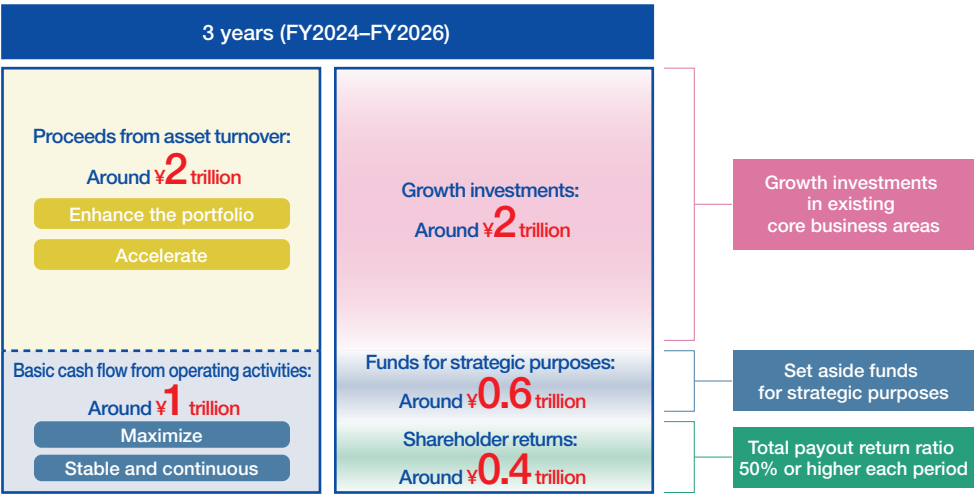 3 years (FY2024–FY2026)
Proceeds from asset turnover:
Around ¥2 trillion
Enhance the portfolio
Accelerate
Basic cash flow from operating activities:
Around ¥1 trillion
Maximize
Stable and continuous
Growth investments:
Around ¥2 trillion
Funds for strategic purposes:
Around ¥0.6 trillion
Shareholder returns:
Around ¥0.4 trillion
Growth investments
in existing
core business areas
Set aside funds
for strategic purposes
Total payout return ratio
50% or higher each period